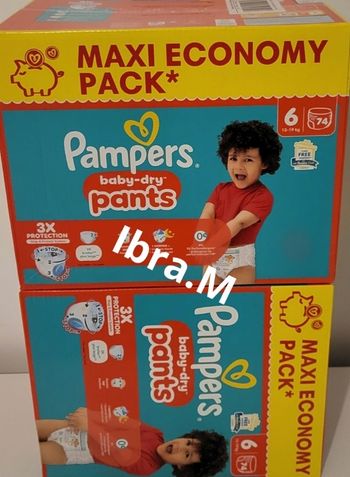 MAXI ECONOMY
PACK*
6
74
Pampers
baby-dry
pants
3X
PROTECTION
Ibra.M
MAXI ECONOMY
PACK*
Pampers
baby-dry
pants
3X
PROTECTION
6
74